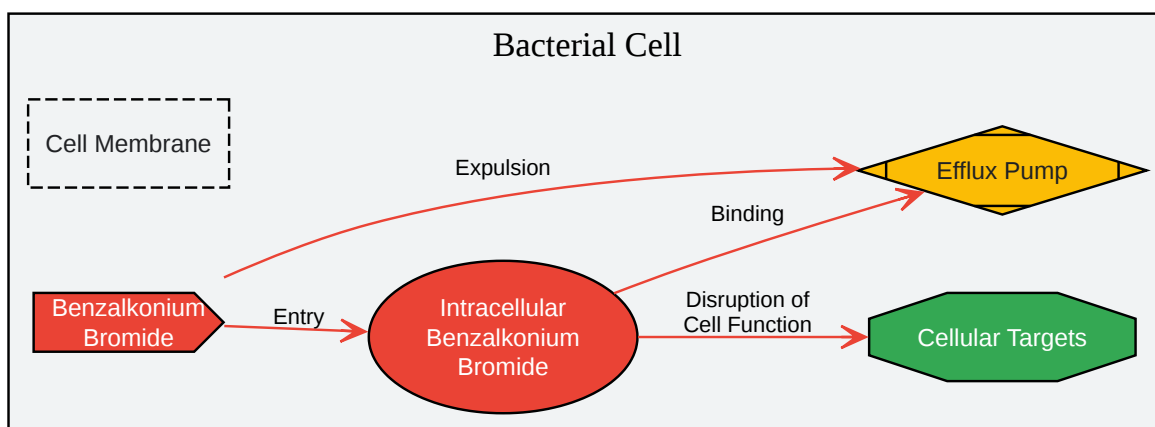 Bacterial Cell
Cell Membrane
Expulsion
Efflux Pump
Binding
Benzalkonium
Bromide
Entry
Intracellular
Benzalkonium
Bromide
Disruption of
Cell Function
Cellular Targets